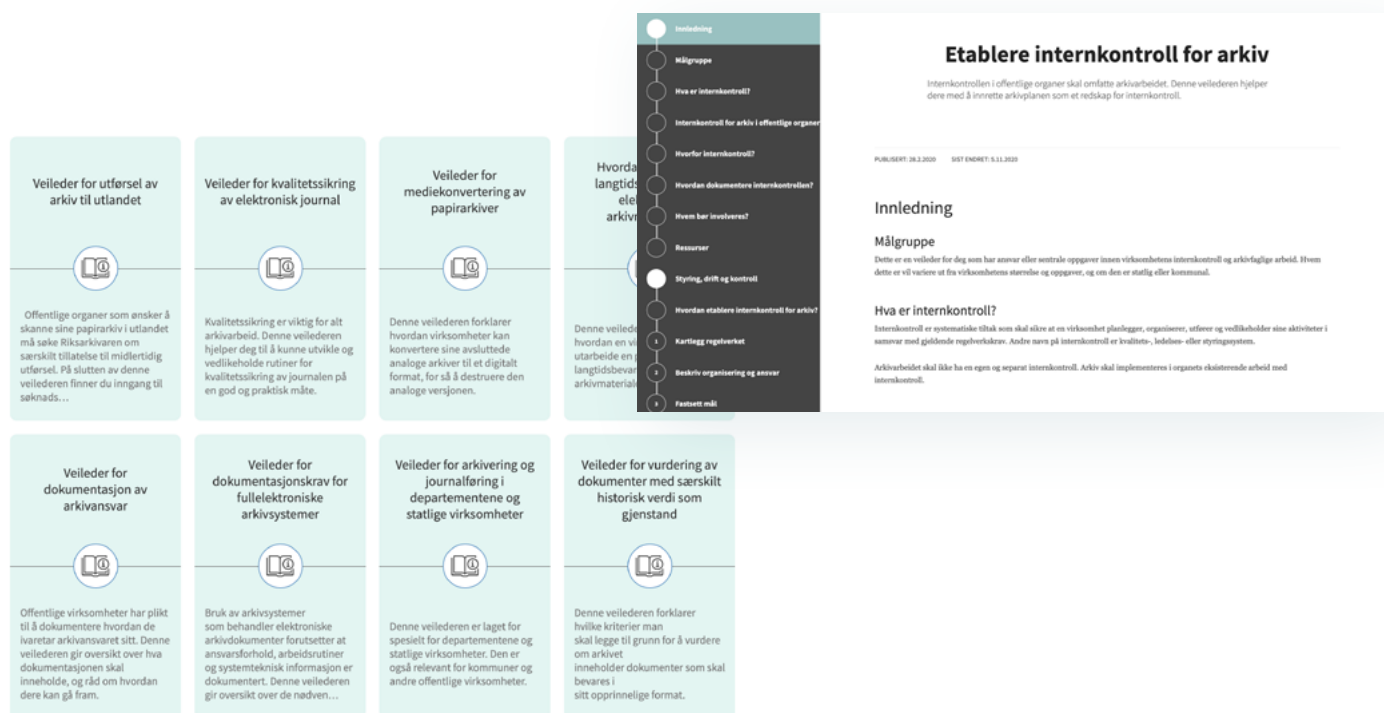 Veileder for utførsel av
arkiv til utlandet
Offentlige organer som ønsker å
skanne sine papirarkiv i utlandet
må søke Riksarkivaren om
særskilt tillatelse til midlertidig
utførsel. På slutten av denne
veilederen finner du inngang til
søknads…
Veileder for kvalitetssikring
av elektronisk journal
Kvalitetssikring er viktig for alt
arkivarbeid. Denne veilederen
hjelper deg til å kunne utvikle og
vedlikeholde rutiner for
kvalitetssikring av journalen på
en god og praktisk måte.
Veileder for
mediekonvertering av
papirarkiver
Denne veilederen forklarer
hvordan virksomheter kan
konvertere sine avsluttede
analoge arkiver til et digitalt
format, for så å destruere den
analoge versjonen.
Hvorda
langtids
ele
arkivr
Denne veilede
hvordan en vi
utarbeide en p
langtidsbevar
arkivmateriale
Innledning
Målgruppe
Hva er internkontroll?
Internkontroll for arkiv i offentlige organer
Hvorfor internkontroll?
Hvordan dokumentere internkontrollen?
Hvem bør involveres?
Ressurser
Styring, drift og kontroll
Hvordan etablere internkontroll for arkiv?
1 Kartlegg regelverket
2 Beskriv organisering og ansvar
3 Fastsett mål
Etablere internkontroll for arkiv
Internkontrollen i offentlige organer skal omfatte arkivarbeidet. Denne veilederen hjelper
dere med å innrette arkivplanen som et redskap for internkontroll.
PUBLISERT: 28.2.2020 SIST ENDRET: 5.11.2020
Innledning
Målgruppe
Dette er en veileder for deg som har ansvar eller sentrale oppgaver innen virksomhetens internkontroll og arkivfaglige arbeid. Hvem
dette er vil variere ut fra virksomhetens størrelse og oppgaver, og om den er statlig eller kommunal.
Hva er internkontroll?
Internkontroll er systematiske tiltak som skal sikre at en virksomhet planlegger, organiserer, utfører og vedlikeholder sine aktiviteter i
samsvar med gjeldende regelverkskrav. Andre navn på internkontroll er kvalitets-, ledelses- eller styringssystem.
Arkivarbeidet skal ikke ha en egen og separat internkontroll. Arkiv skal implementeres i organets eksisterende arbeid med
internkontroll.
Veileder for
dokumentasjon av
arkivansvar
Offentlige virksomheter har plikt
til å dokumentere hvordan de
ivaretar arkivansvaret sitt. Denne
veilederen gir oversikt over hva
dokumentasjonen skal
inneholde, og råd om hvordan
dere kan gå fram.
Veileder for
dokumentasjonskrav for
fullelektroniske
arkivsystemer
Bruk av arkivsystemer
som behandler elektroniske
arkivdokumenter forutsetter at
ansvarsforhold, arbeidsrutiner
og systemteknisk informasjon er
dokumentert. Denne veilederen
gir oversikt over de nødven…
Veileder for arkivering og
journalføring i
departementene og
statlige virksomheter
Denne veilederen er laget for
spesielt for departementene og
statlige virksomheter. Den er
også relevant for kommuner og
andre offentlige virksomheter.
Veileder for vurdering av
dokumenter med særskilt
historisk verdi som
gjenstand
Denne veilederen forklarer
hvilke kriterier man
skal legge til grunn for å vurdere
om arkivet
inneholder dokumenter som skal
bevares i
sitt opprinnelige format.